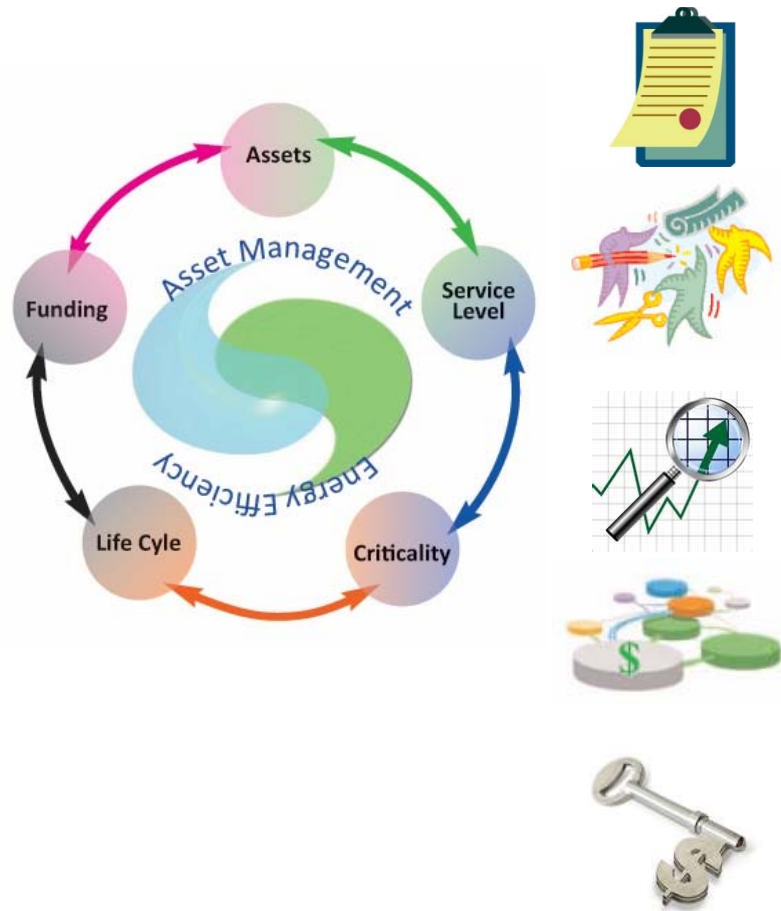 Assets
Asset Management
Funding
Service
Level
Energy Efficiency
Life Cyle
Criticality
$
$